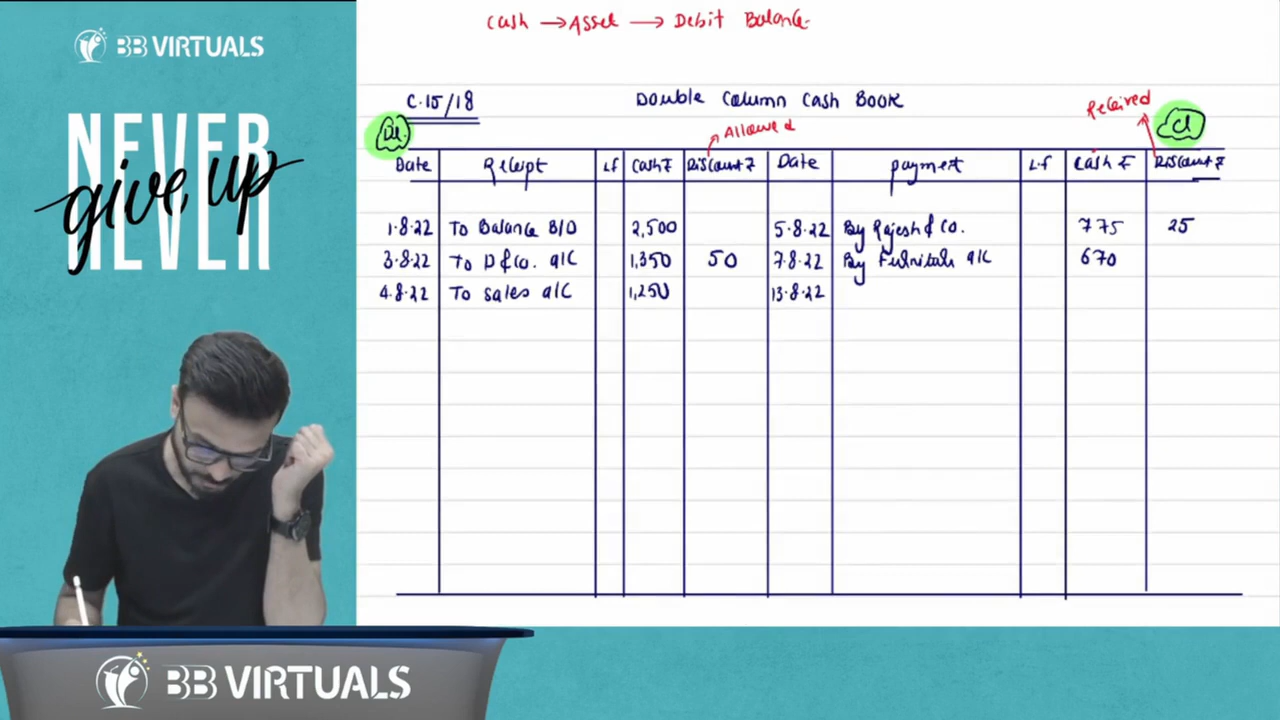 BB VIRTUALS
NEVER
give up
NEVER
Cash → Asset → Debit Balance
C.15/18
Double Column Cash Book
Dr.
Allowed
Received
Cr
Date Receipt LF Cash ₹ Discount ₹ Date payment L.f Cash ₹ Discount ₹
1.8.22 To Balance B/D 2,500 5.8.22 By Rajesh & Co. 775 25
3.8.22 To D & Co. a/c 1,350 50 7.8.22 By Furniture a/c 670
4.8.22 To Sales a/c 1,250 13.8.22
BB VIRTUALS